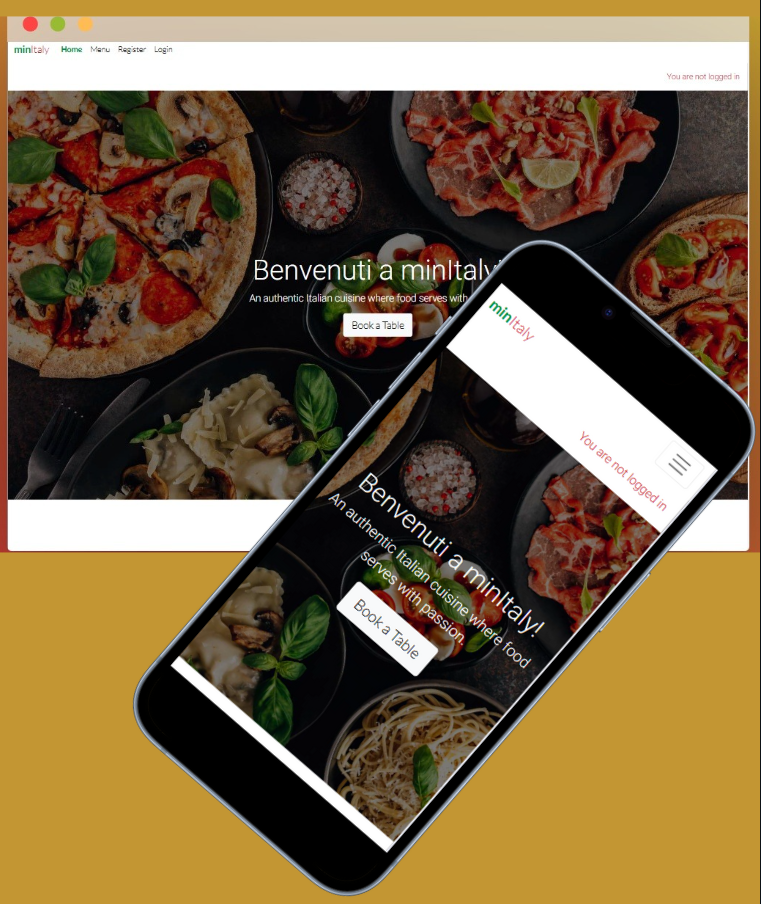 minItaly Home Menu Register Login
You are not logged in
Benvenuti a minItaly
An authentic Italian cuisine where food serves with
Book a Table
minItaly
You are not logged in
Benvenuti a minItaly!
An authentic Italian cuisine where food
serves with passion.
Book a Table